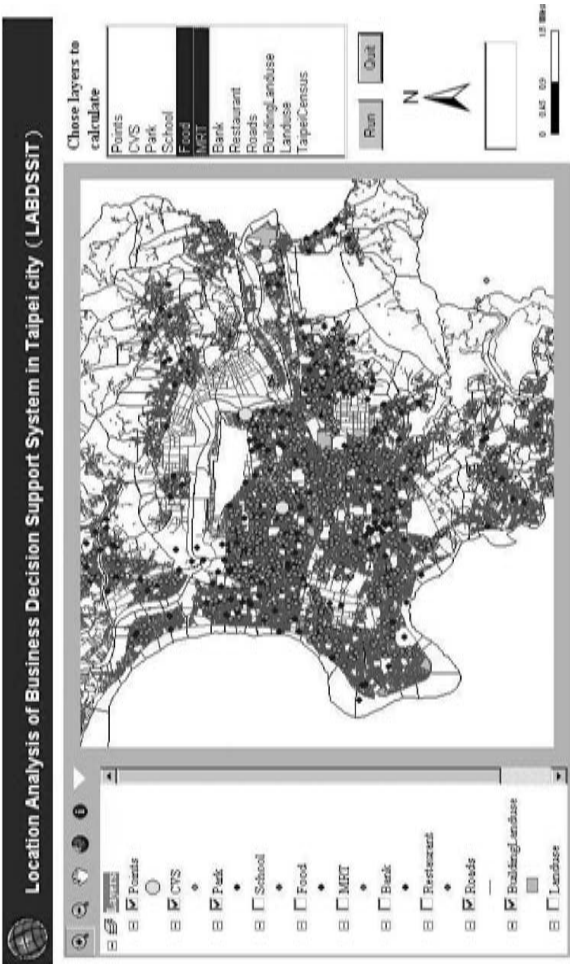 Location Analysis of Business Decision Support System in Taipei city (LABDSSiT)
Layers
Points
CVS
Park
School
Food
MRT
Bank
Restaurant
Roads
BuildingLanduse
Landuse
Chose layers to
calculate
Points
CVS
Park
School
Food
MRT
Bank
Restaurant
Roads
BuildingLanduse
Landuse
TaipeiCensus
Run
Quit
N
0 0.45 0.9